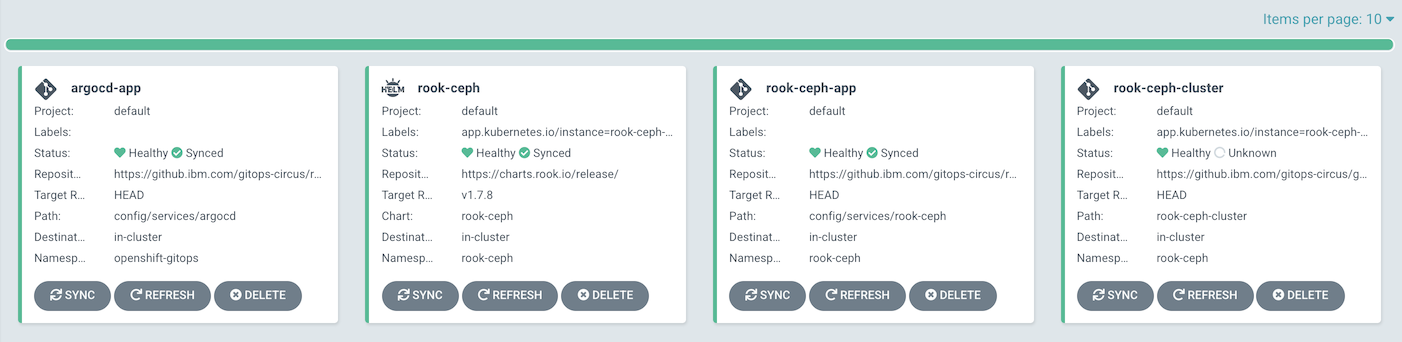 Items per page: 10
argocd-app
Project: default
Labels:
Status: Healthy Synced
Reposit... https://github.ibm.com/gitops-circus/r...
Target R... HEAD
Path: config/services/argocd
Destinat... in-cluster
Namesp... openshift-gitops
SYNC REFRESH DELETE
HELM rook-ceph
Project: default
Labels: app.kubernetes.io/instance=rook-ceph-...
Status: Healthy Synced
Reposit... https://charts.rook.io/release/
Target R... v1.7.8
Chart: rook-ceph
Destinat... in-cluster
Namesp... rook-ceph
SYNC REFRESH DELETE
rook-ceph-app
Project: default
Labels:
Status: Healthy Synced
Reposit... https://github.ibm.com/gitops-circus/r...
Target R... HEAD
Path: config/services/rook-ceph
Destinat... in-cluster
Namesp... rook-ceph
SYNC REFRESH DELETE
rook-ceph-cluster
Project: default
Labels: app.kubernetes.io/instance=rook-ceph-...
Status: Healthy Unknown
Reposit... https://github.ibm.com/gitops-circus/g...
Target R... HEAD
Path: rook-ceph-cluster
Destinat... in-cluster
Namesp... rook-ceph
SYNC REFRESH DELETE